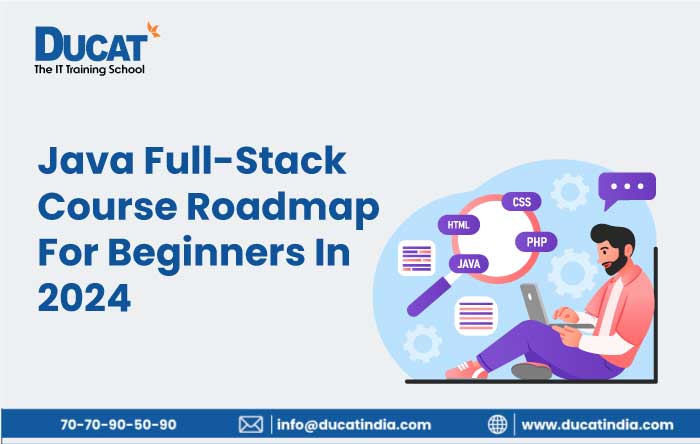 DUCAT
The IT Training School
Java Full-Stack
Course Roadmap
For Beginners In
2024
CSS
HTML
PHP
JAVA
70-70-90-50-90
info@ducatindia.com
www.ducatindia.com